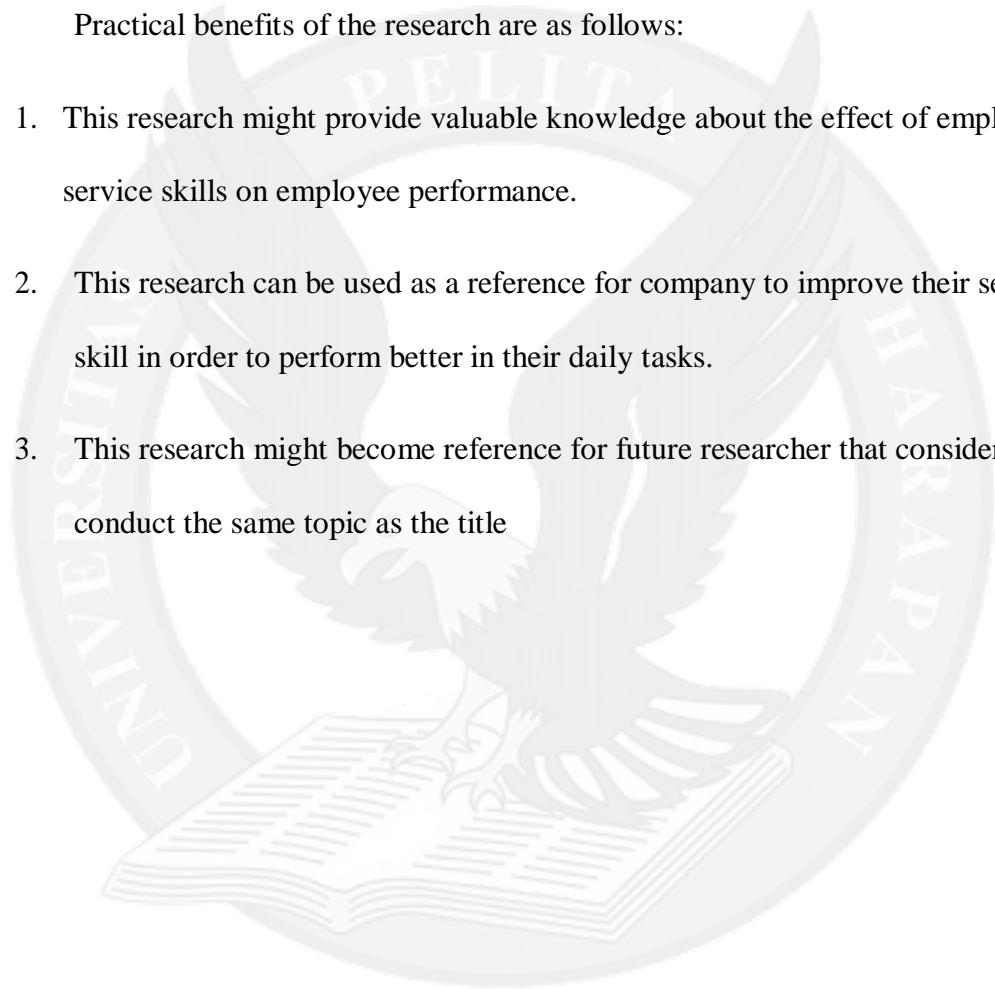 Practical benefits of the research are as follows:
1. This research might provide valuable knowledge about the effect of
service skills on employee performance.
2. This research can be used as a reference for company to improve their
skill in order to perform better in their daily tasks.
3. This research might become reference for future researcher that
conduct the same topic as the title
UNIVERSITAS PELITA HARAPAN